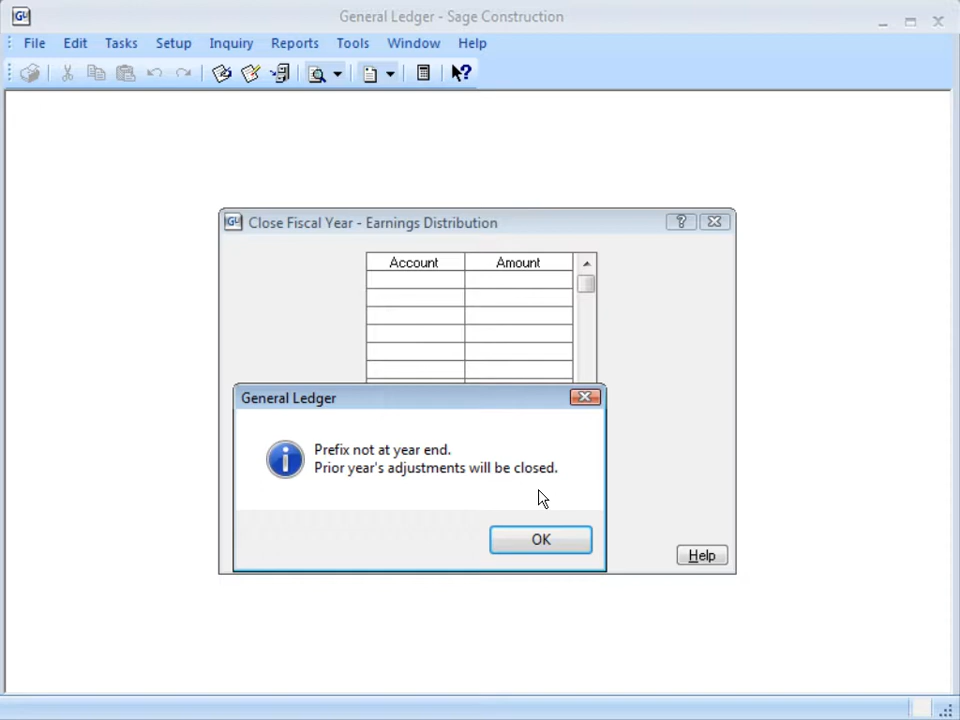 General Ledger - Sage Construction
File Edit Tasks Setup Inquiry Reports Tools Window Help
Close Fiscal Year - Earnings Distribution
Account Amount
General Ledger
Prefix not at year end.
Prior year's adjustments will be closed.
OK
Help